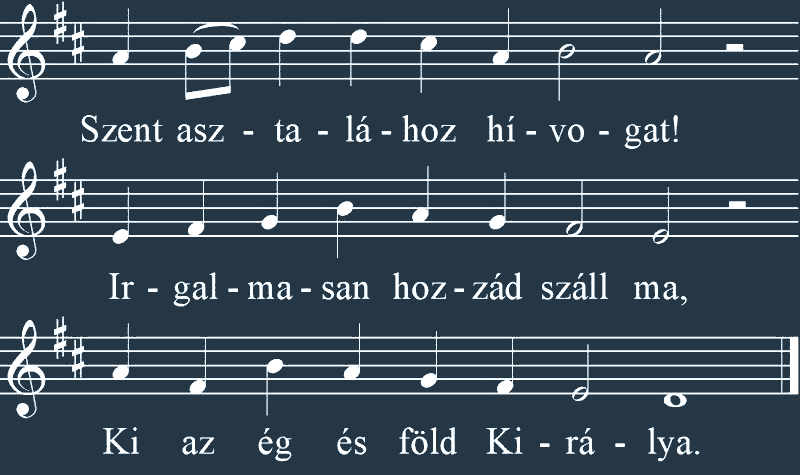 Szent asz - ta - lá - hoz hí - vo - gat!
Ir - gal - ma - san hoz - zád száll ma,
Ki az ég és föld Ki - rá - lya.